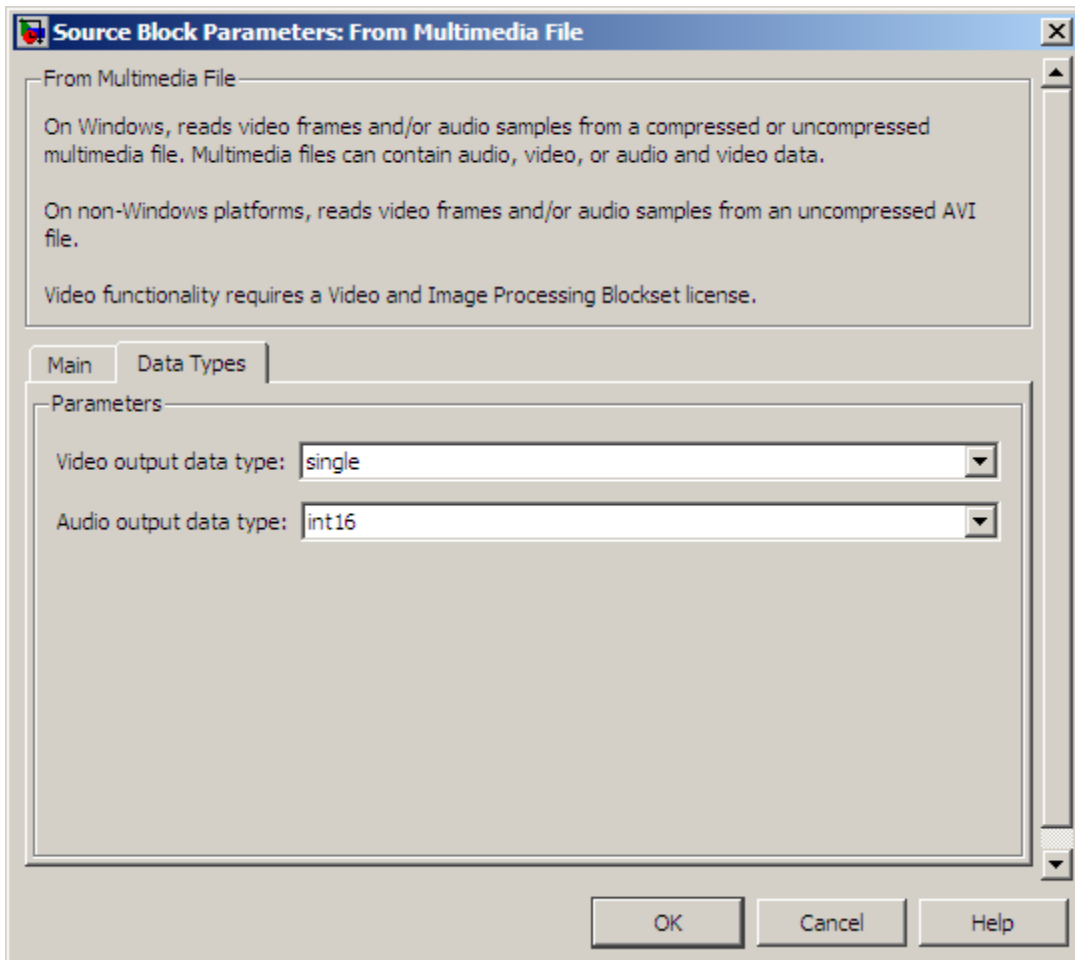 Source Block Parameters: From Multimedia File
From Multimedia File
On Windows, reads video frames and/or audio samples from a compressed or uncompressed
multimedia file. Multimedia files can contain audio, video, or audio and video data.
On non-Windows platforms, reads video frames and/or audio samples from an uncompressed AVI
file.
Video functionality requires a Video and Image Processing Blockset license.
Main Data Types
Parameters
Video output data type: single
Audio output data type: int16
OK Cancel Help